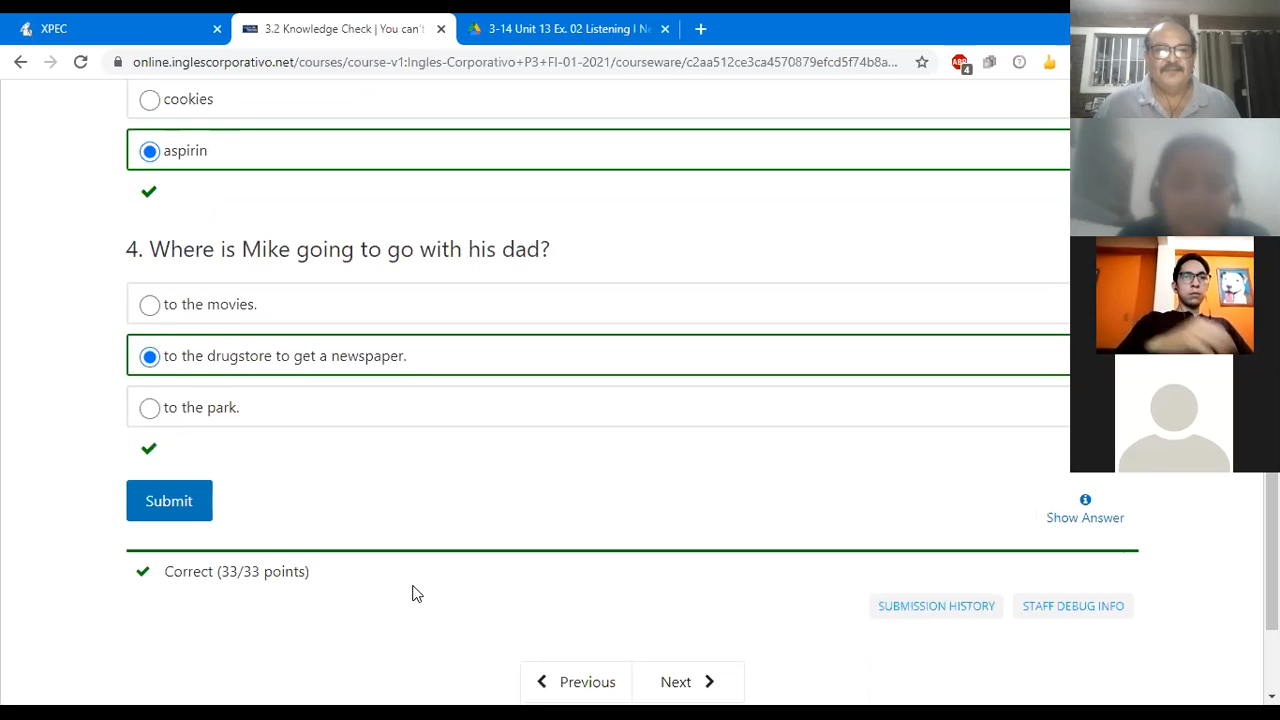 XPEC
3.2 Knowledge Check | You can'
3-14 Unit 13 Ex. 02 Listening | Ne
online.inglescorporativo.net/courses/course-v1:Ingles-Corporativo+P3+FI-01-2021/courseware/c2aa512ce3ca4570879efcd5f74b8a...
ABP
4
cookies
aspirin
4. Where is Mike going to go with his dad?
to the movies.
to the drugstore to get a newspaper.
to the park.
Submit
Show Answer
Correct (33/33 points)
SUBMISSION HISTORY
STAFF DEBUG INFO
Previous
Next